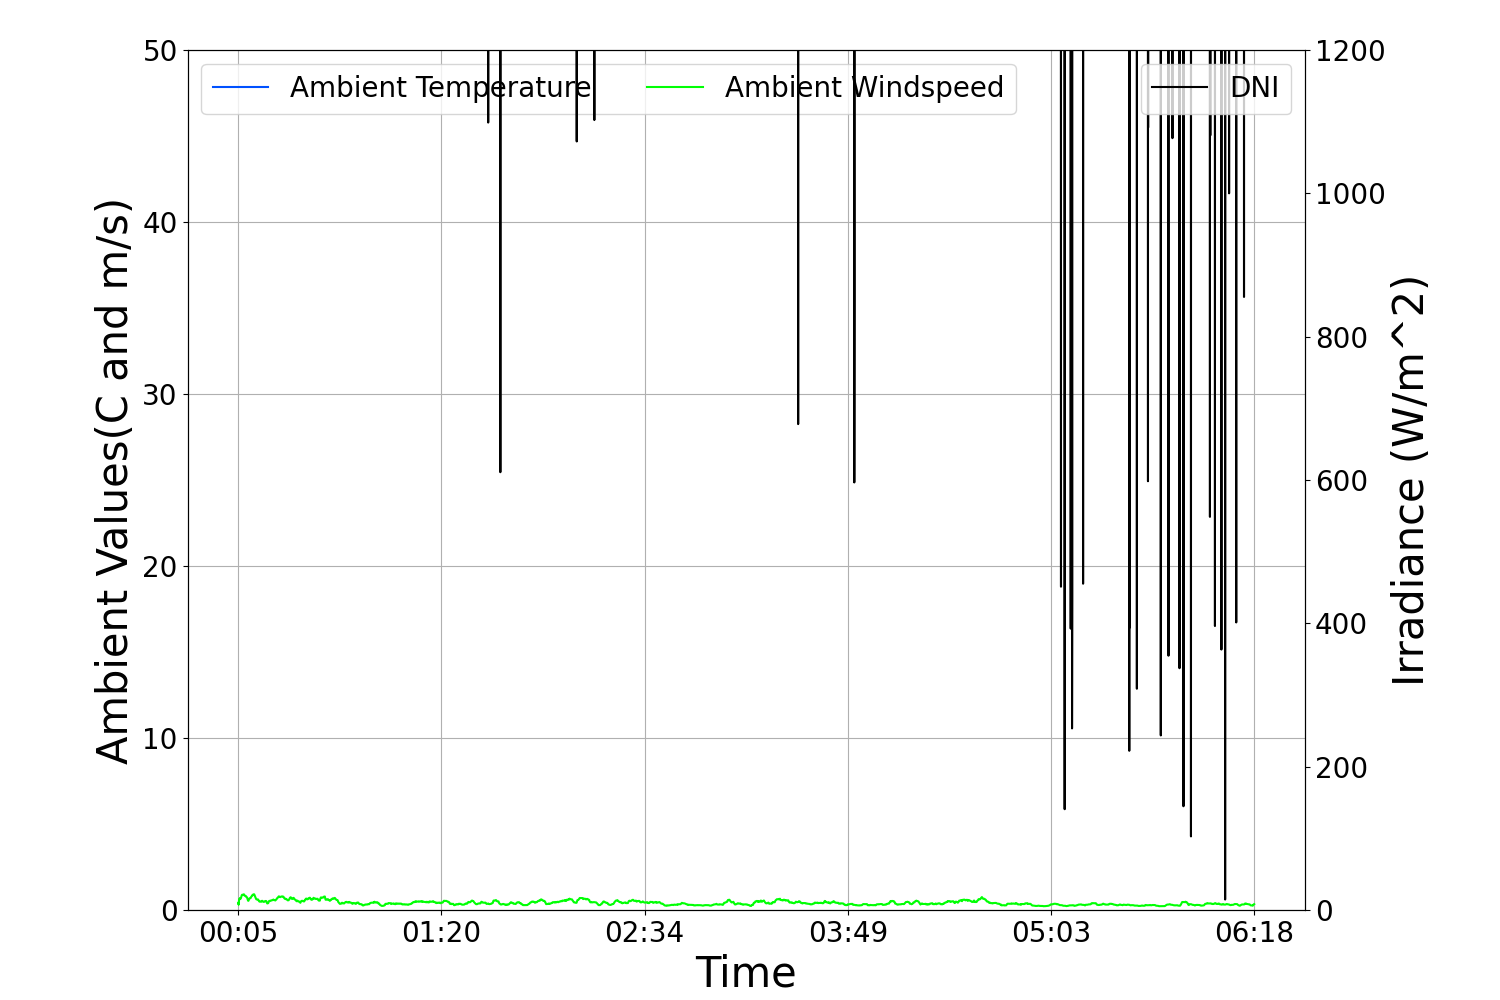 Ambient Temperature
Ambient Windspeed
DNI
Ambient Values(C and m/s)
50
40
30
20
10
0
1200
1000
800
600
400
200
0
Irradiance (W/m^2)
00:05 01:20 02:34 03:49 05:03 06:18
Time